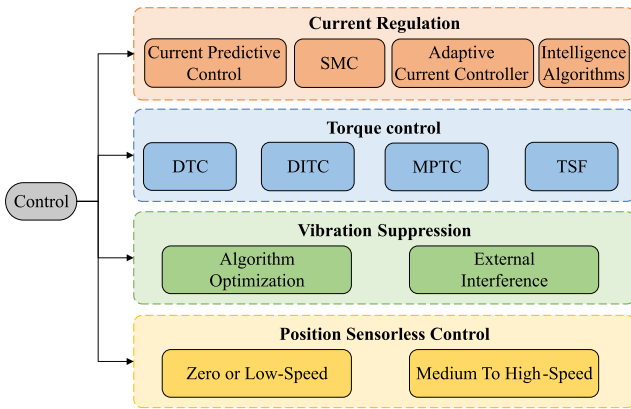 Control
Current Regulation
Current Predictive
Control
SMC
Adaptive
Current Controller
Intelligence
Algorithms
Torque control
DTC
DITC
MPTC
TSF
Vibration Suppression
Algorithm
Optimization
External
Interference
Position Sensorless Control
Zero or Low-Speed
Medium To High-Speed